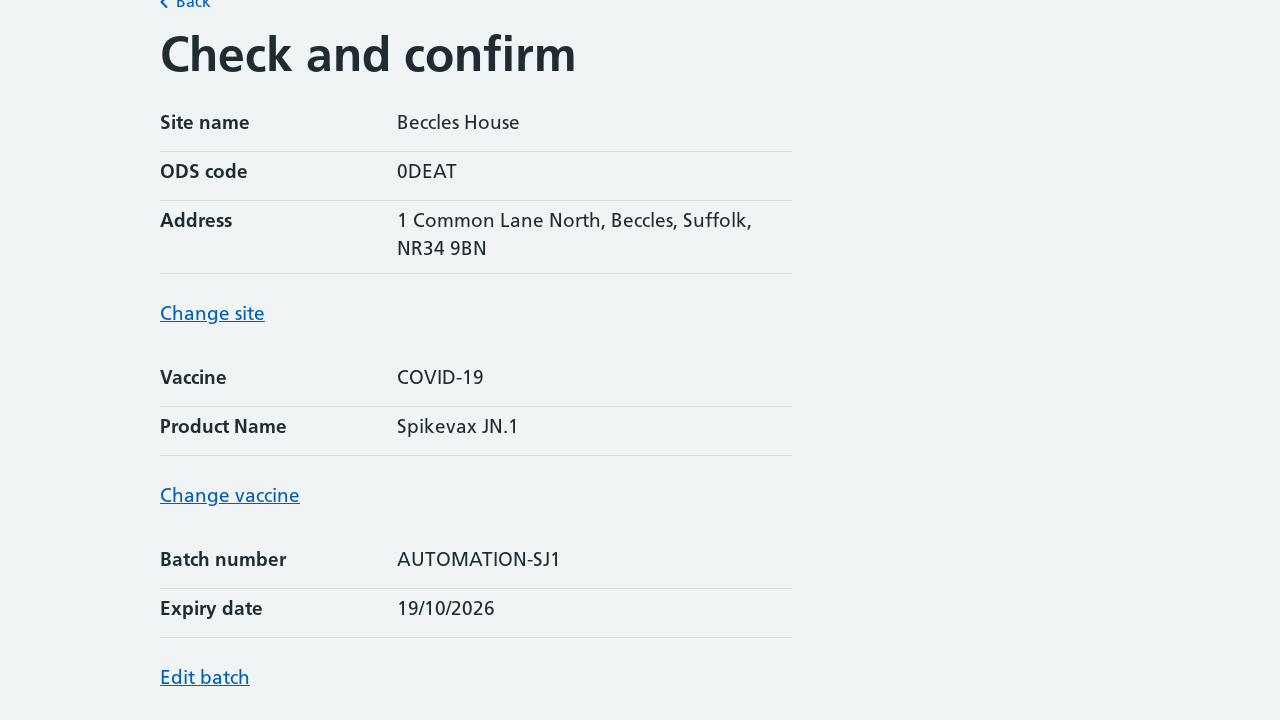 Back
Check and confirm
Site name Beccles House
ODS code 0DEAT
Address 1 Common Lane North, Beccles, Suffolk,
NR34 9BN
Change site
Vaccine COVID-19
Product Name Spikevax JN.1
Change vaccine
Batch number AUTOMATION-SJ1
Expiry date 19/10/2026
Edit batch